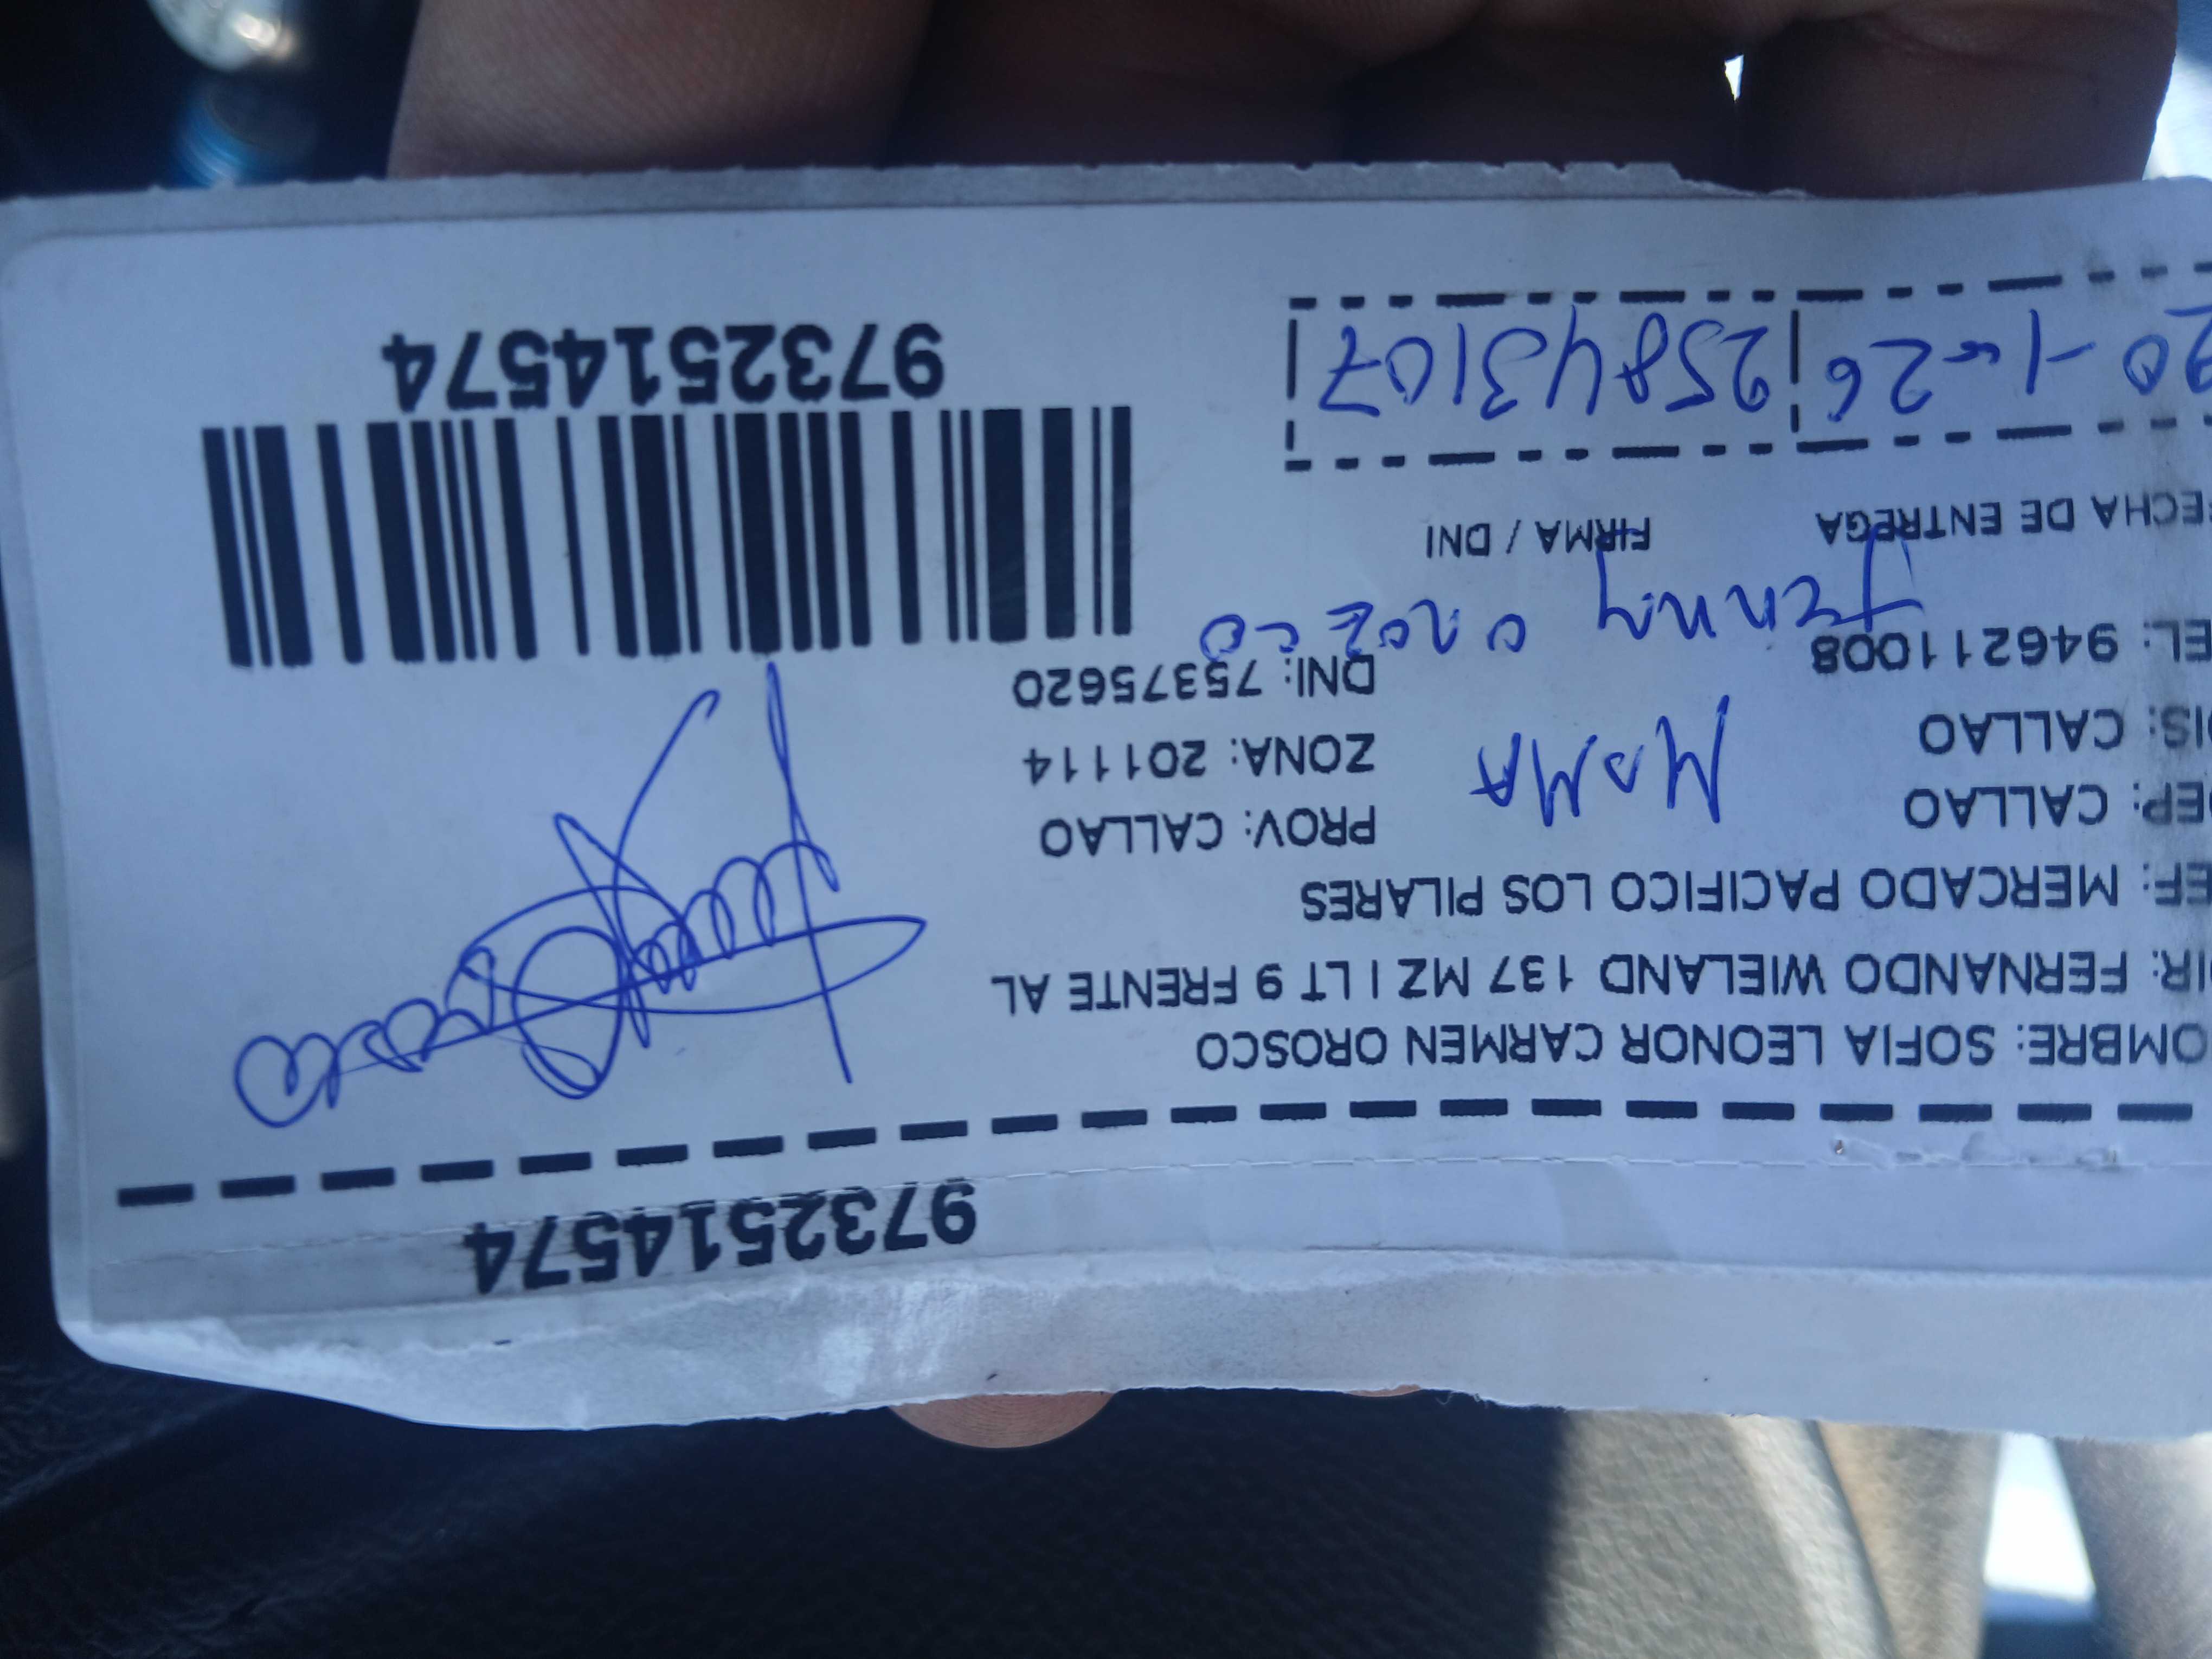 97325144574
OMBRE: SOFIA LEONOR CARMEN OROSCO
IR: FERNANDO WIELAND 137 MZ I LT 9 FRENTE AL
EF: MERCADO PACIFICO LOS PILARES
EP: CALLAO PROV: CALLAO
IS: CALLAO MaMA ZONA: 201114
EL: 946211008 DNI: 75375620
Jenny OROZCO
ECHA DE ENTREGA FIRMA / DNI
20-1-26 25843107
97325144574